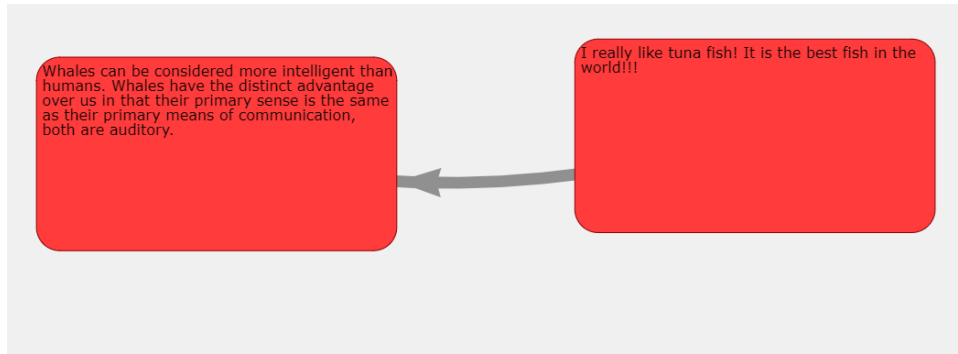 Whales can be considered more intelligent than
humans. Whales have the distinct advantage
over us in that their primary sense is the same
as their primary means of communication,
both are auditory.
I really like tuna fish! It is the best fish in the
world!!!